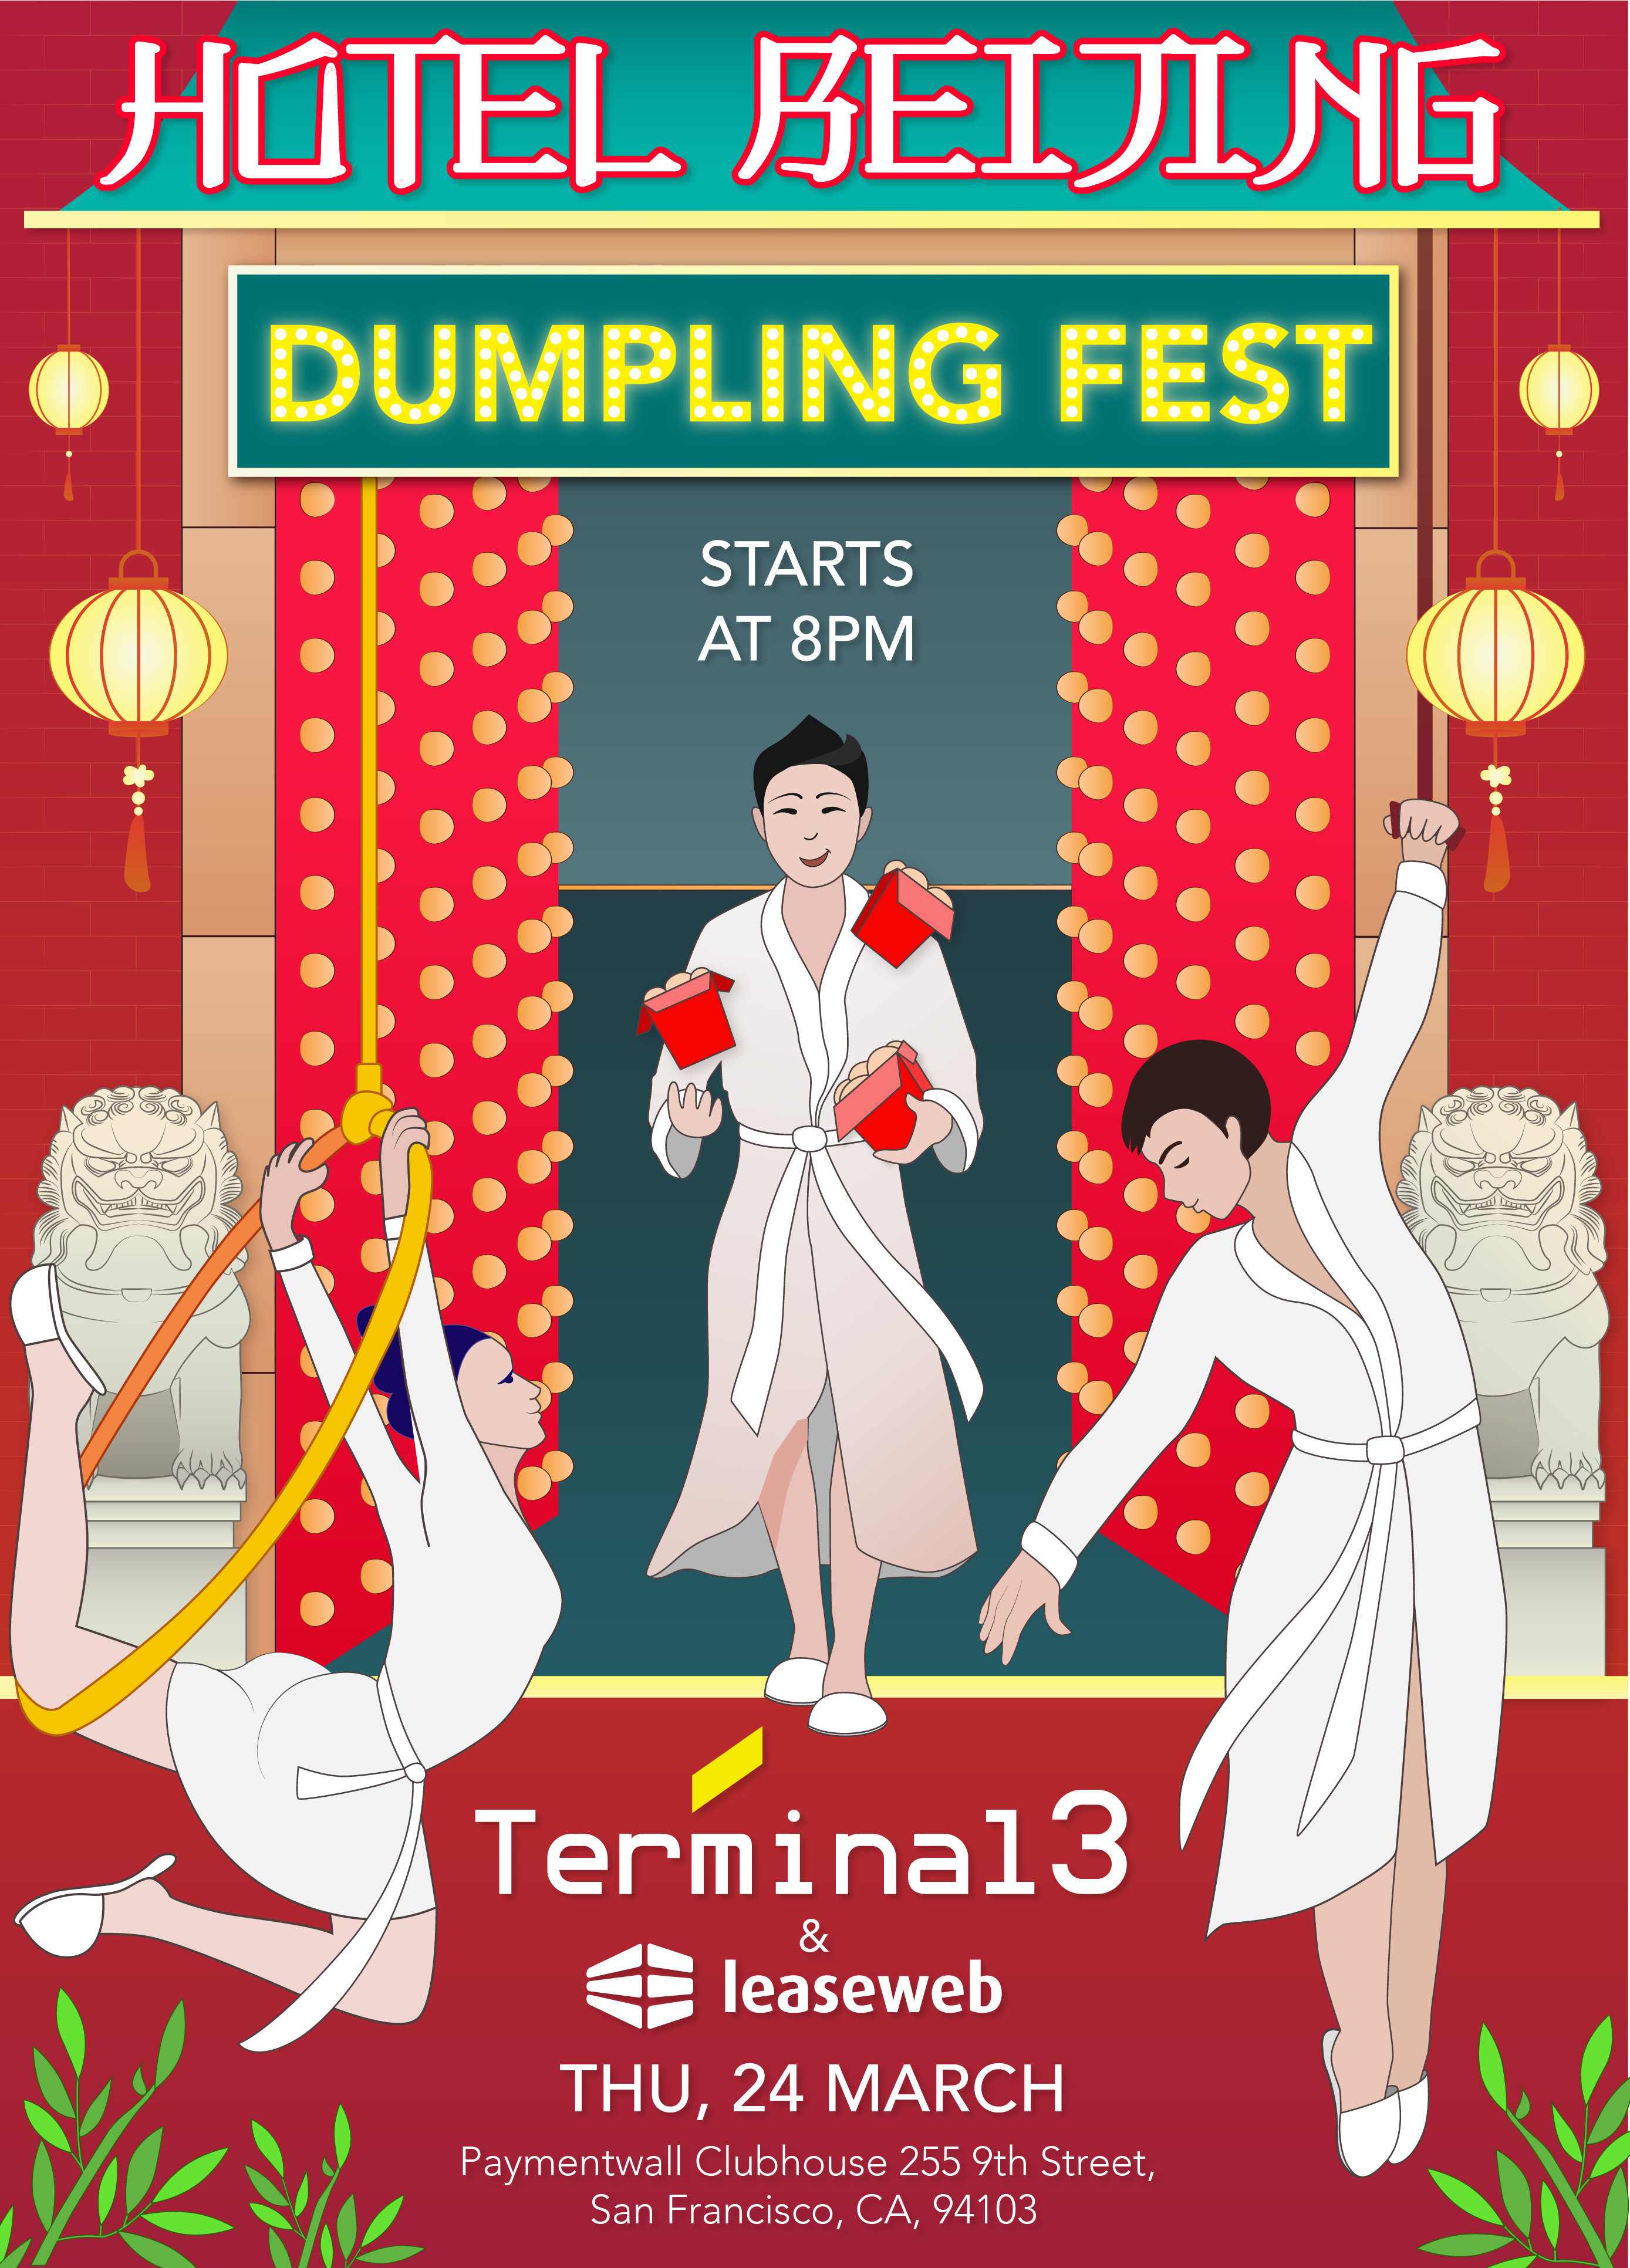 HOTEL BEIJING
DUMPLING FEST
STARTS
AT 8PM
Terminal3
&
leaseweb
THU, 24 MARCH
Paymentwall Clubhouse 255 9th Street,
San Francisco, CA, 94103